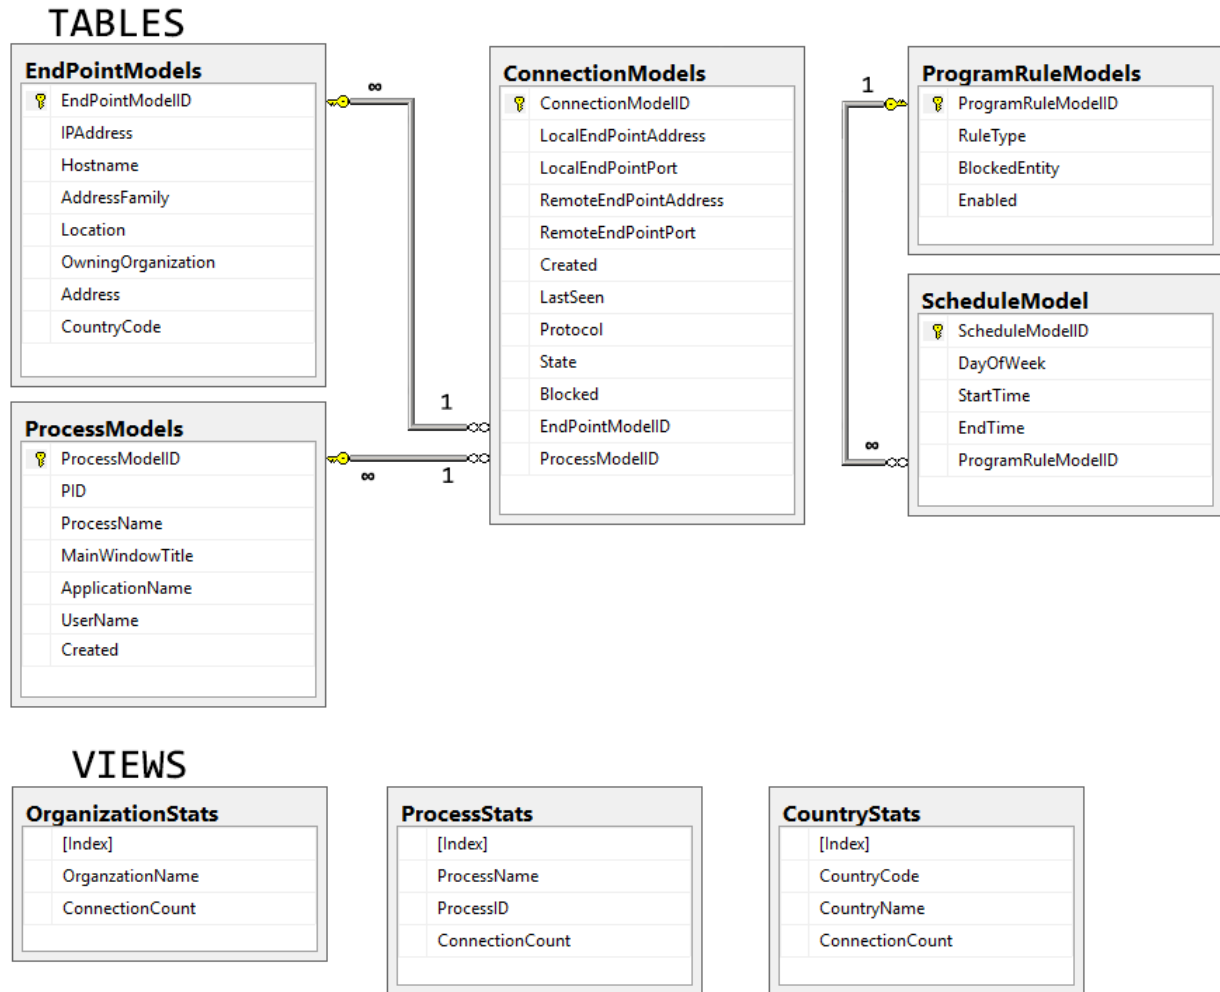 TABLES
EndPointModels
EndPointModelID
IPAddress
Hostname
AddressFamily
Location
OwningOrganization
Address
CountryCode
∞
1
ConnectionModels
ConnectionModelID
LocalEndPointAddress
LocalEndPointPort
RemoteEndPointAddress
RemoteEndPointPort
Created
LastSeen
Protocol
State
Blocked
EndPointModelID
ProcessModelID
1
∞
ProgramRuleModels
ProgramRuleModelID
RuleType
BlockedEntity
Enabled
ScheduleModel
ScheduleModelID
DayOfWeek
StartTime
EndTime
ProgramRuleModelID
ProcessModels
ProcessModelID
PID
ProcessName
MainWindowTitle
ApplicationName
UserName
Created
∞
1
VIEWS
OrganizationStats
[Index]
OrganzationName
ConnectionCount
ProcessStats
[Index]
ProcessName
ProcessID
ConnectionCount
CountryStats
[Index]
CountryCode
CountryName
ConnectionCount